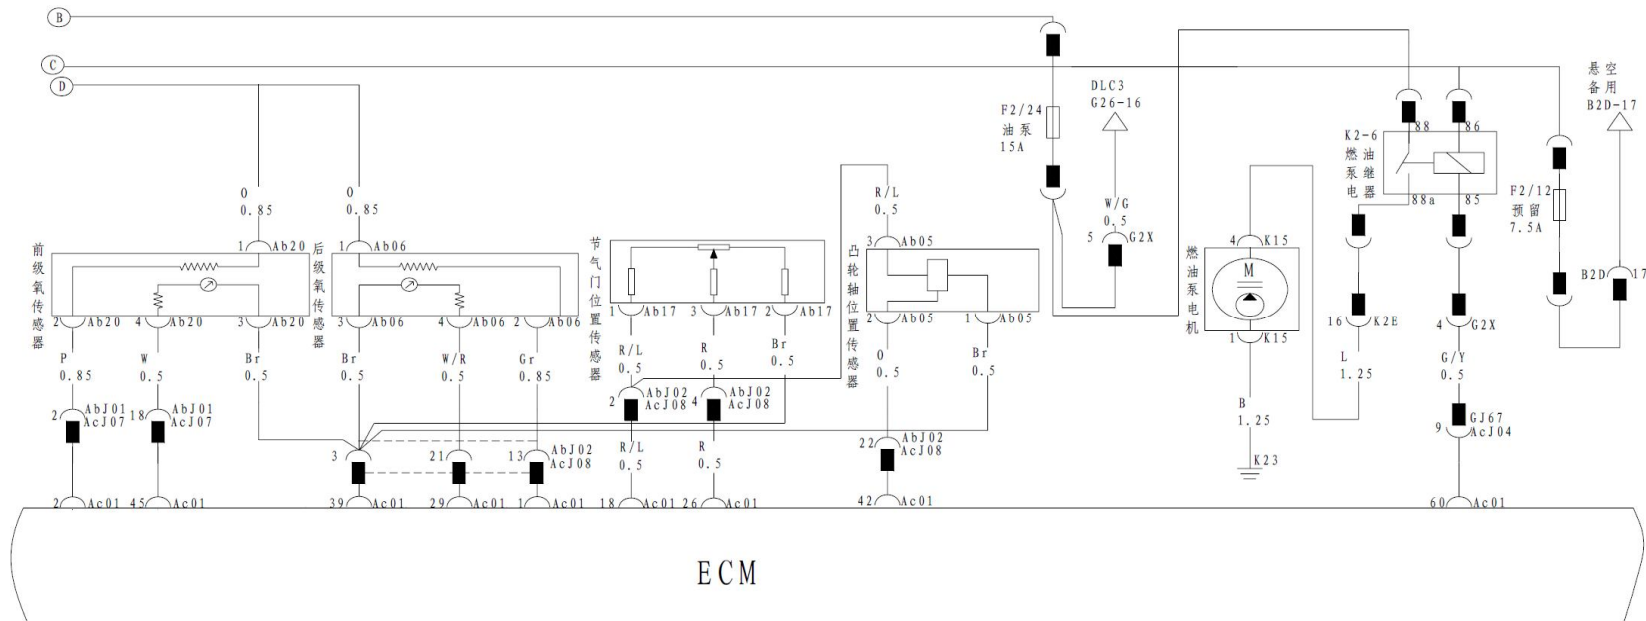 B
C
D
F2/24
油泵
15A
DLC3
G26-16
悬空
备用
B2D-17
K2-6
燃油
泵继
电器
88
86
88a
85
F2/12
预留
7.5A
B2D 17
O
0.85
O
0.85
R/L
0.5
W/G
0.5
5 G2X
前级氧传感器
1 Ab20
后级氧传感器
1 Ab06
节气门位置传感器
凸轮轴位置传感器
3 Ab05
燃油泵电机
4 K15
M
2 Ab20
4 Ab20
3 Ab20
3 Ab06
4 Ab06
2 Ab06
1 Ab17
3 Ab17
2 Ab17
2 Ab05
1 Ab05
1 K15
16 K2E
4 G2X
P
0.85
W
0.5
Br
0.5
Br
0.5
W/R
0.5
Gr
0.85
R/L
0.5
R
0.5
Br
0.5
O
0.5
Br
0.5
L
1.25
G/Y
0.5
2 AbJ01
AcJ07
18 AbJ01
AcJ07
2 AbJ02
AcJ08
4 AbJ02
AcJ08
B
1.25
9 GJ67
AcJ04
3
21
13 AbJ02
AcJ08
R/L
0.5
R
0.5
22 AbJ02
AcJ08
K23
2 Ac01
45 Ac01
39 Ac01
29 Ac01
1 Ac01
18 Ac01
26 Ac01
42 Ac01
60 Ac01
ECM